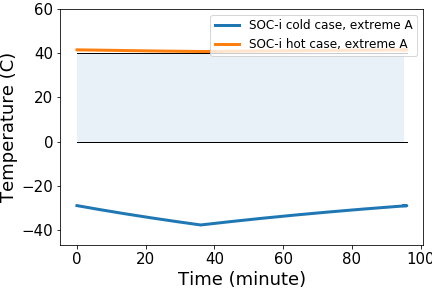 60
SOC-i cold case, extreme A
SOC-i hot case, extreme A
40
20
0
−20
−40
Temperature (C)
0 20 40 60 80 100
Time (minute)